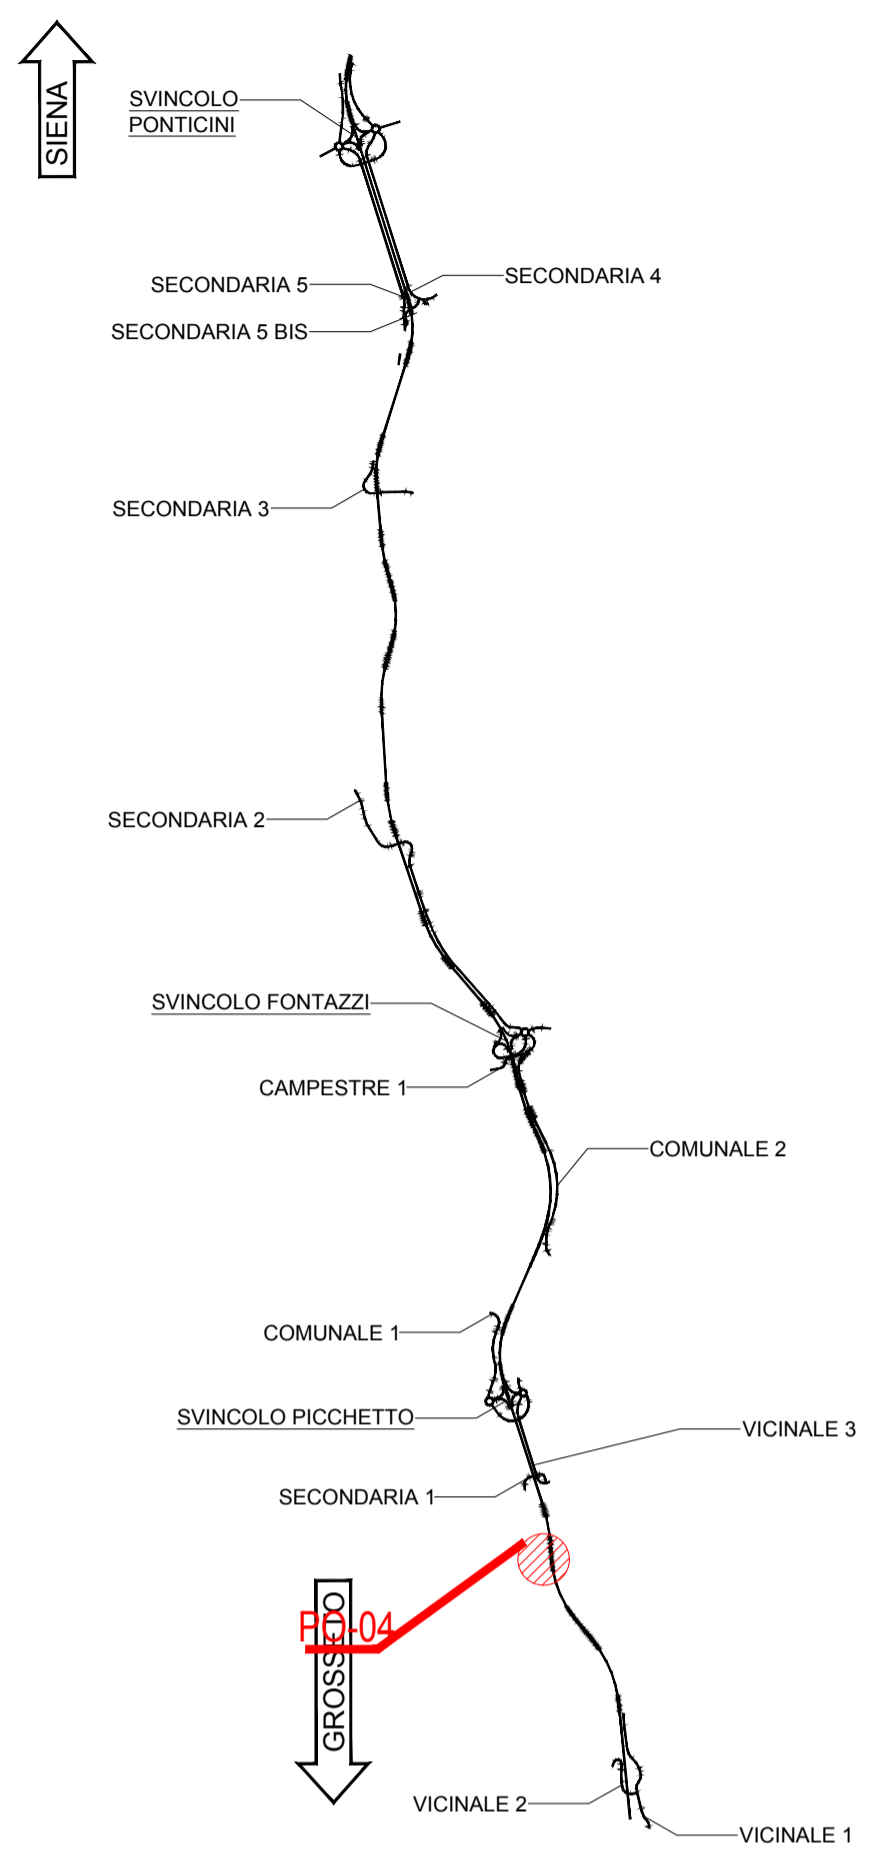 SIENA
SVINCOLO
PONTICINI
SECONDARIA 4
SECONDARIA 5
SECONDARIA 5 BIS
SECONDARIA 3
SECONDARIA 2
SVINCOLO FONTAZZI
CAMPESTRE 1
COMUNALE 2
COMUNALE 1
SVINCOLO PICCHETTO
VICINALE 3
SECONDARIA 1
PO-04
GROSSETO
VICINALE 2
VICINALE 1